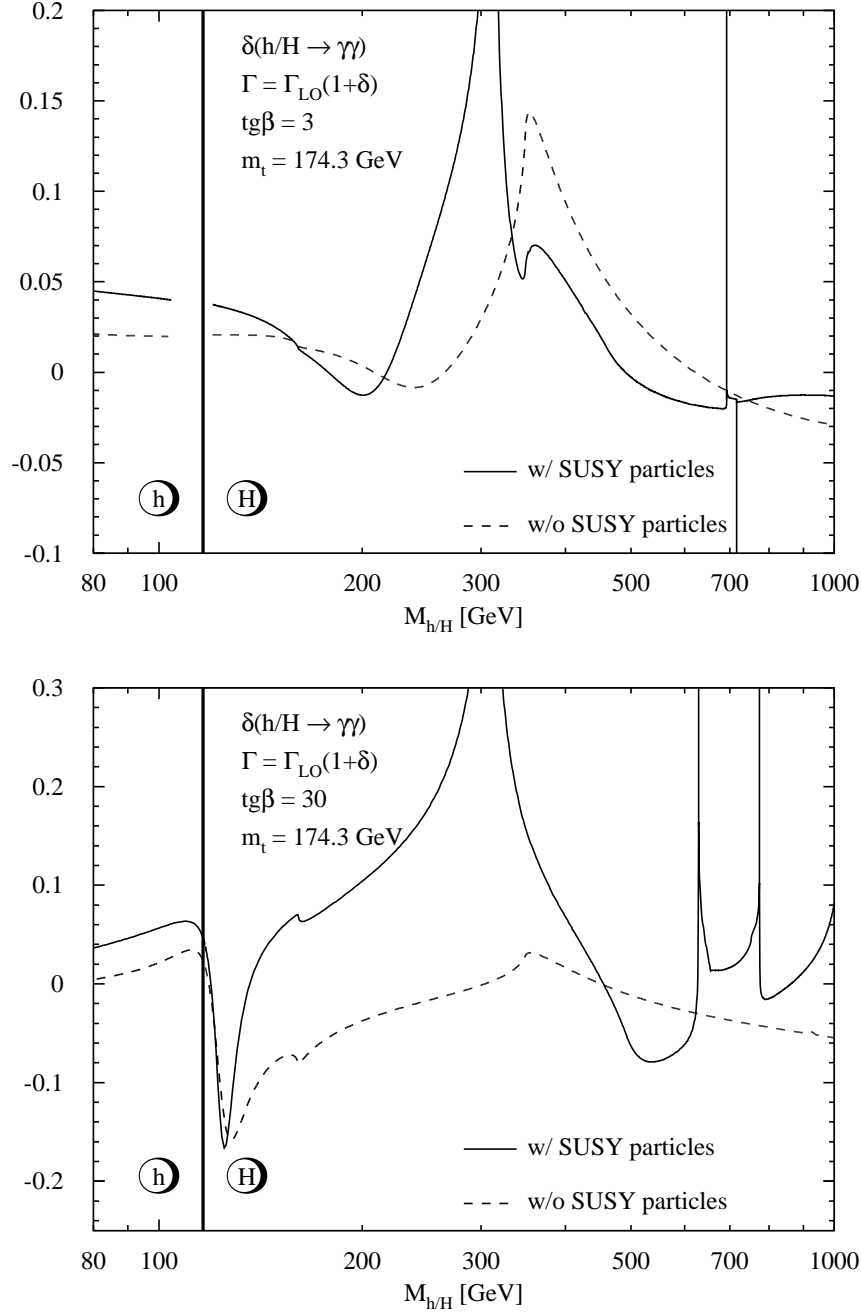 0.2
δ(h/H → γγ)
Γ = Γ_LO(1+δ)
0.15
tgβ = 3
m_t = 174.3 GeV
0.1
0.05
0
-0.05
w/ SUSY particles
h H
w/o SUSY particles
-0.1
80 100 200 300 500 700 1000
M_h/H [GeV]
0.3
δ(h/H → γγ)
Γ = Γ_LO(1+δ)
0.2
tgβ = 30
m_t = 174.3 GeV
0.1
0
-0.1
w/ SUSY particles
h H
-0.2
w/o SUSY particles
80 100 200 300 500 700 1000
M_h/H [GeV]